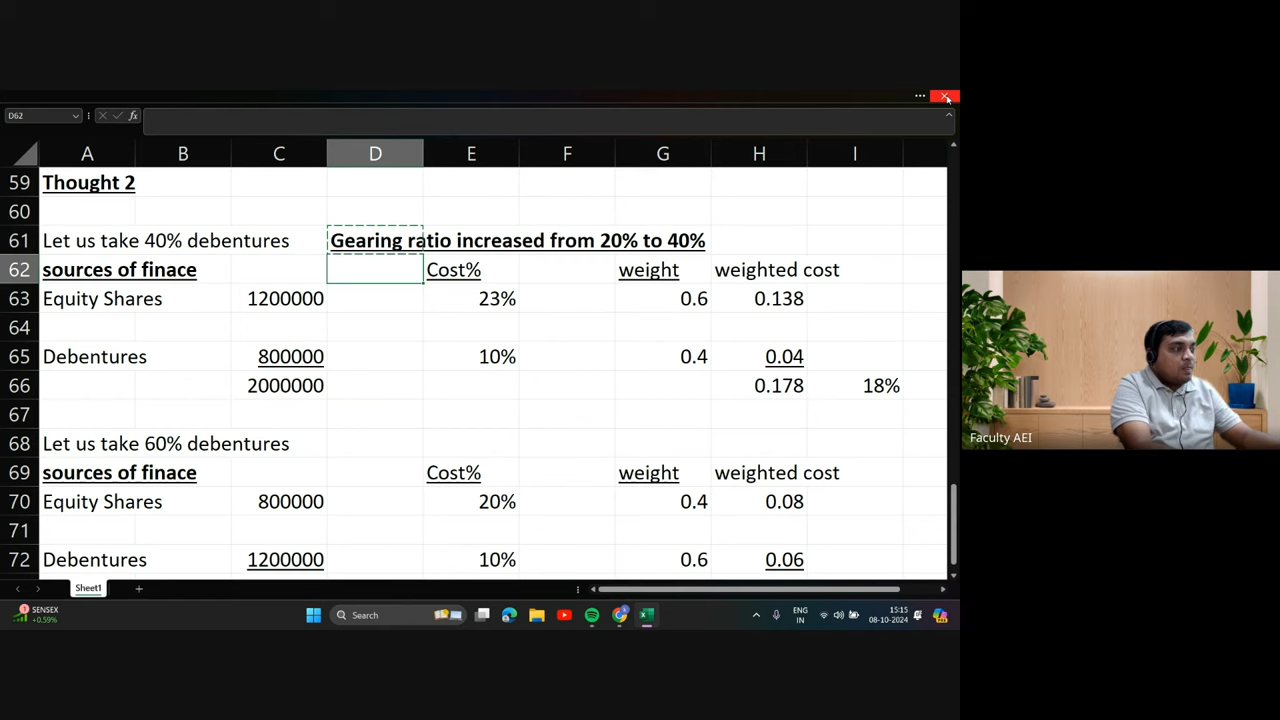 D62
fx
A B C D E F G H I
59 Thought 2
60
61 Let us take 40% debentures Gearing ratio increased from 20% to 40%
62 sources of finace Cost% weight weighted cost
63 Equity Shares 1200000 23% 0.6 0.138
64
65 Debentures 800000 10% 0.4 0.04
66 2000000 0.178 18%
67
68 Let us take 60% debentures
69 sources of finace Cost% weight weighted cost
70 Equity Shares 800000 20% 0.4 0.08
71
72 Debentures 1200000 10% 0.6 0.06
Sheet1
Faculty AEI
1 SENSEX
+0.59%
Search
ENG
IN
15:15
08-10-2024